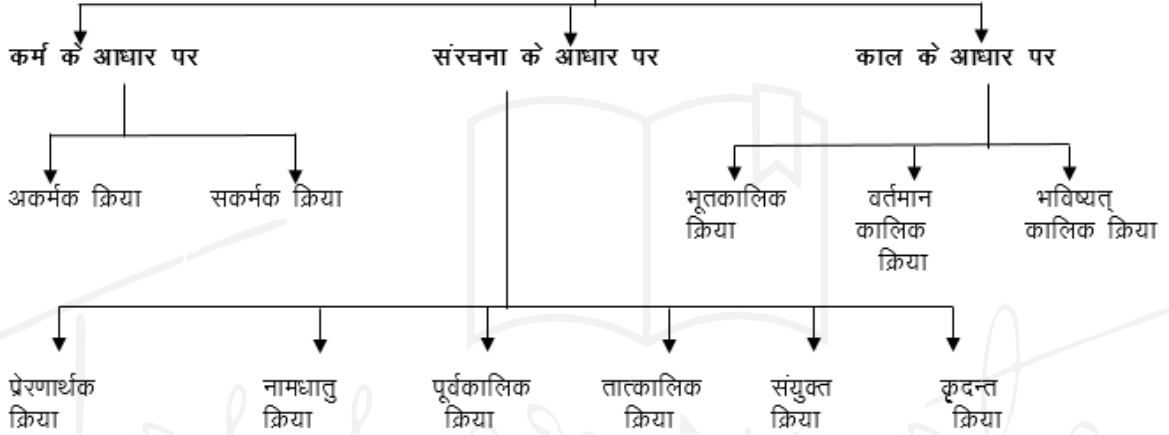 कर्म के आधार पर
संरचना के आधार पर
काल के आधार पर
अकर्मक क्रिया
सकर्मक क्रिया
भूतकालिक
क्रिया
वर्तमान
कालिक
क्रिया
भविष्यत्
कालिक क्रिया
प्रेरणार्थक
क्रिया
नामधातु
क्रिया
पूर्वकालिक
क्रिया
तात्कालिक
क्रिया
संयुक्त
क्रिया
कृदन्त
क्रिया